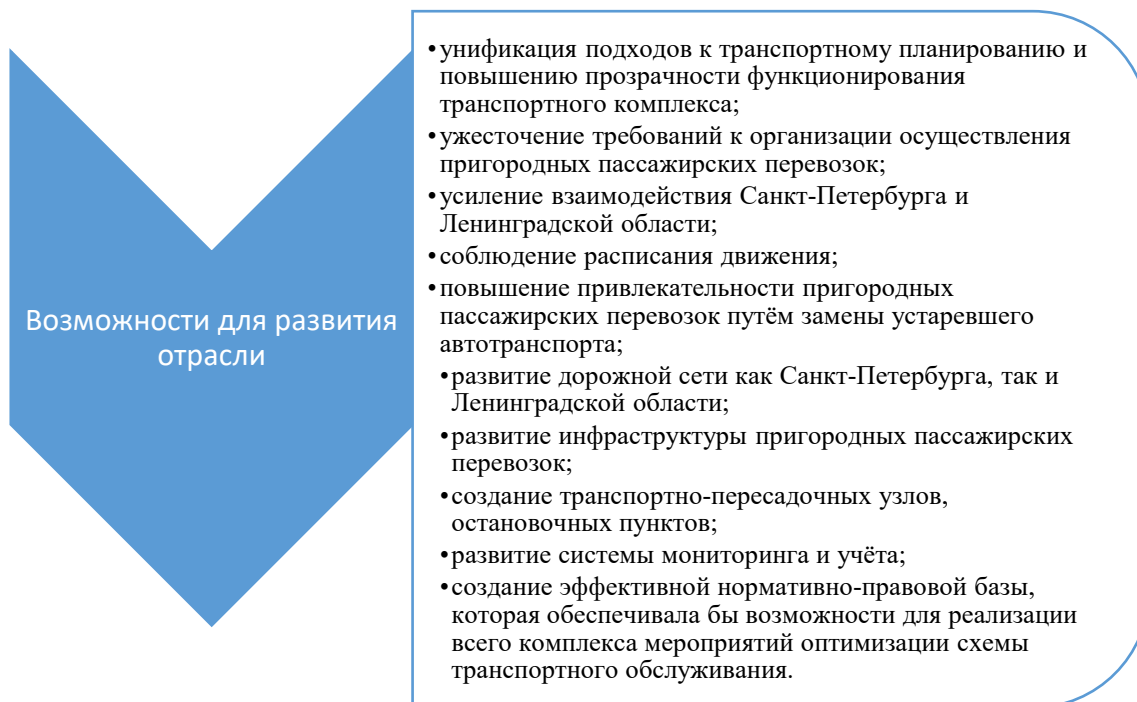 Возможности для развития
отрасли
•унификация подходов к транспортному планированию и
повышению прозрачности функционирования
транспортного комплекса;
•ужесточение требований к организации осуществления
пригородных пассажирских перевозок;
•усиление взаимодействия Санкт-Петербурга и
Ленинградской области;
•соблюдение расписания движения;
•повышение привлекательности пригородных
пассажирских перевозок путём замены устаревшего
автотранспорта;
•развитие дорожной сети как Санкт-Петербурга, так и
Ленинградской области;
•развитие инфраструктуры пригородных пассажирских
перевозок;
•создание транспортно-пересадочных узлов,
остановочных пунктов;
•развитие системы мониторинга и учёта;
•создание эффективной нормативно-правовой базы,
которая обеспечивала бы возможности для реализации
всего комплекса мероприятий оптимизации схемы
транспортного обслуживания.